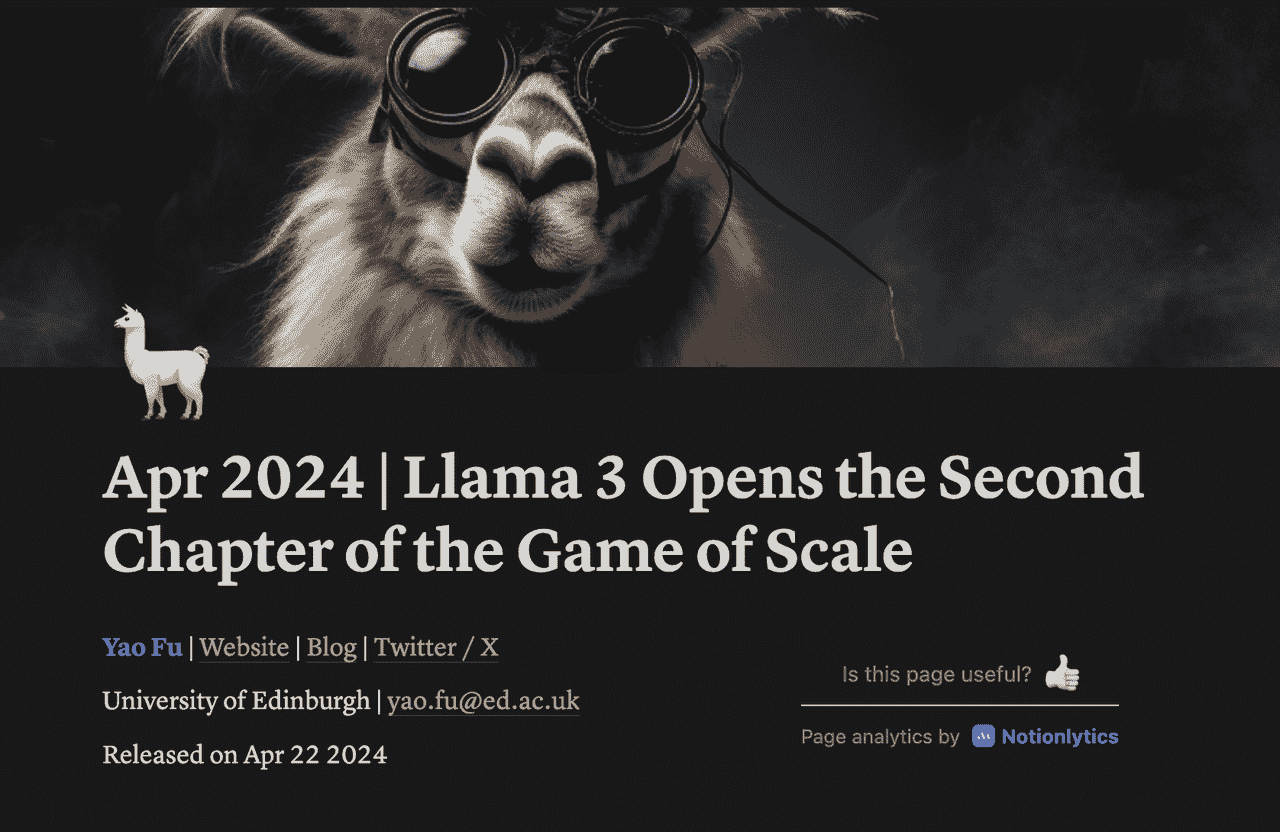 Apr 2024 | Llama 3 Opens the Second
Chapter of the Game of Scale
Yao Fu | Website | Blog | Twitter / X
University of Edinburgh | yao.fu@ed.ac.uk
Released on Apr 22 2024
Is this page useful?
Page analytics by Notionlytics